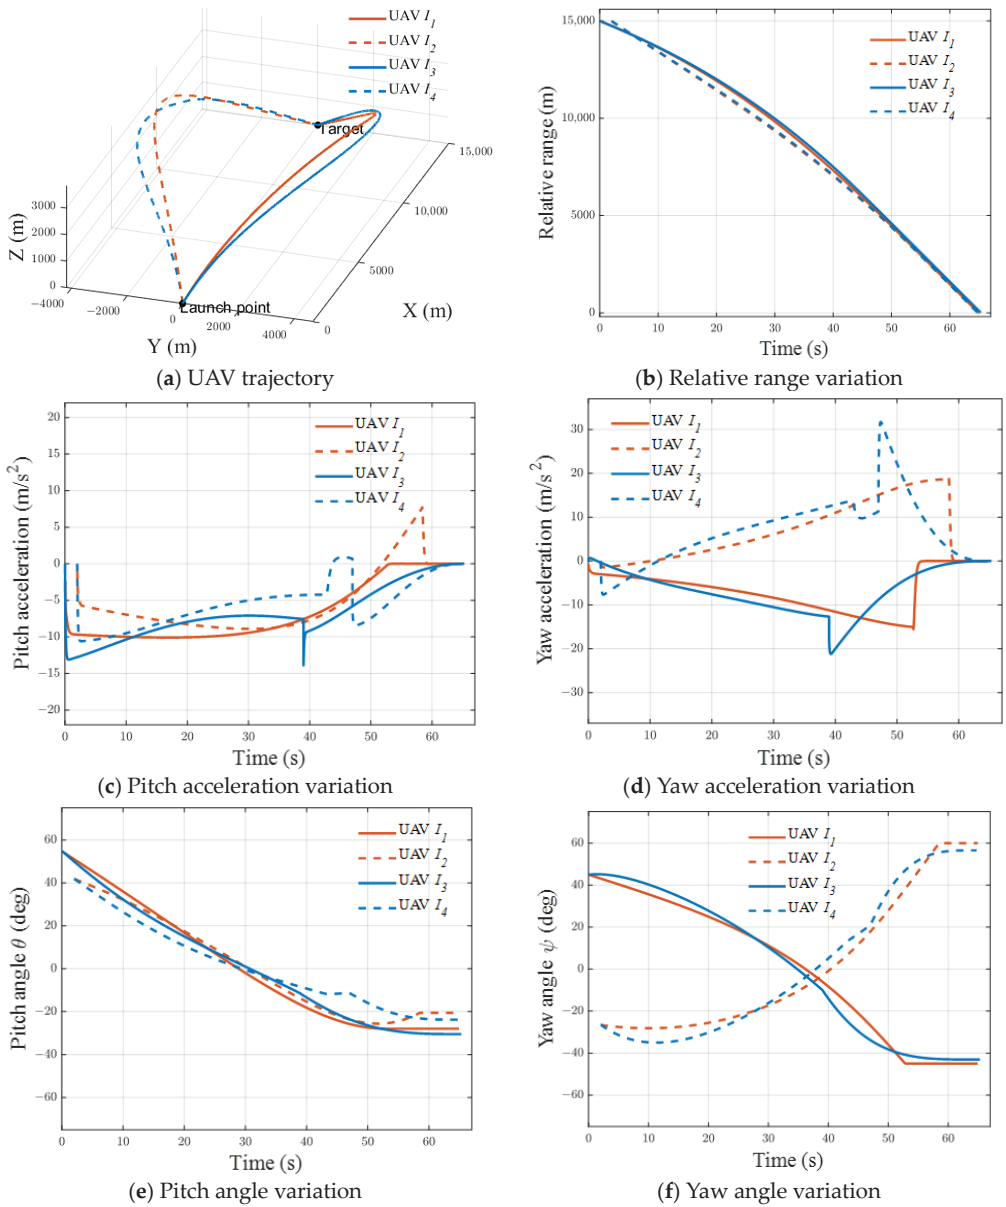 UAV I1
UAV I2
UAV I3
UAV I4
Target
Launch point
Z (m)
3000
2000
1000
0
−4000
−2000
0
2000
4000
Y (m)
0
5000
10,000
15,000
X (m)
(a) UAV trajectory
UAV I1
UAV I2
UAV I3
UAV I4
Relative range (m)
15,000
10,000
5000
0
0 10 20 30 40 50 60
Time (s)
(b) Relative range variation
UAV I1
UAV I2
UAV I3
UAV I4
Pitch acceleration (m/s²)
20
15
10
5
0
−5
−10
−15
−20
0 10 20 30 40 50 60
Time (s)
(c) Pitch acceleration variation
UAV I1
UAV I2
UAV I3
UAV I4
Yaw acceleration (m/s²)
30
20
10
0
−10
−20
−30
0 10 20 30 40 50 60
Time (s)
(d) Yaw acceleration variation
UAV I1
UAV I2
UAV I3
UAV I4
Pitch angle θ (deg)
60
40
20
0
−20
−40
−60
0 10 20 30 40 50 60
Time (s)
(e) Pitch angle variation
UAV I1
UAV I2
UAV I3
UAV I4
Yaw angle ψ (deg)
60
40
20
0
−20
−40
−60
0 10 20 30 40 50 60
Time (s)
(f) Yaw angle variation